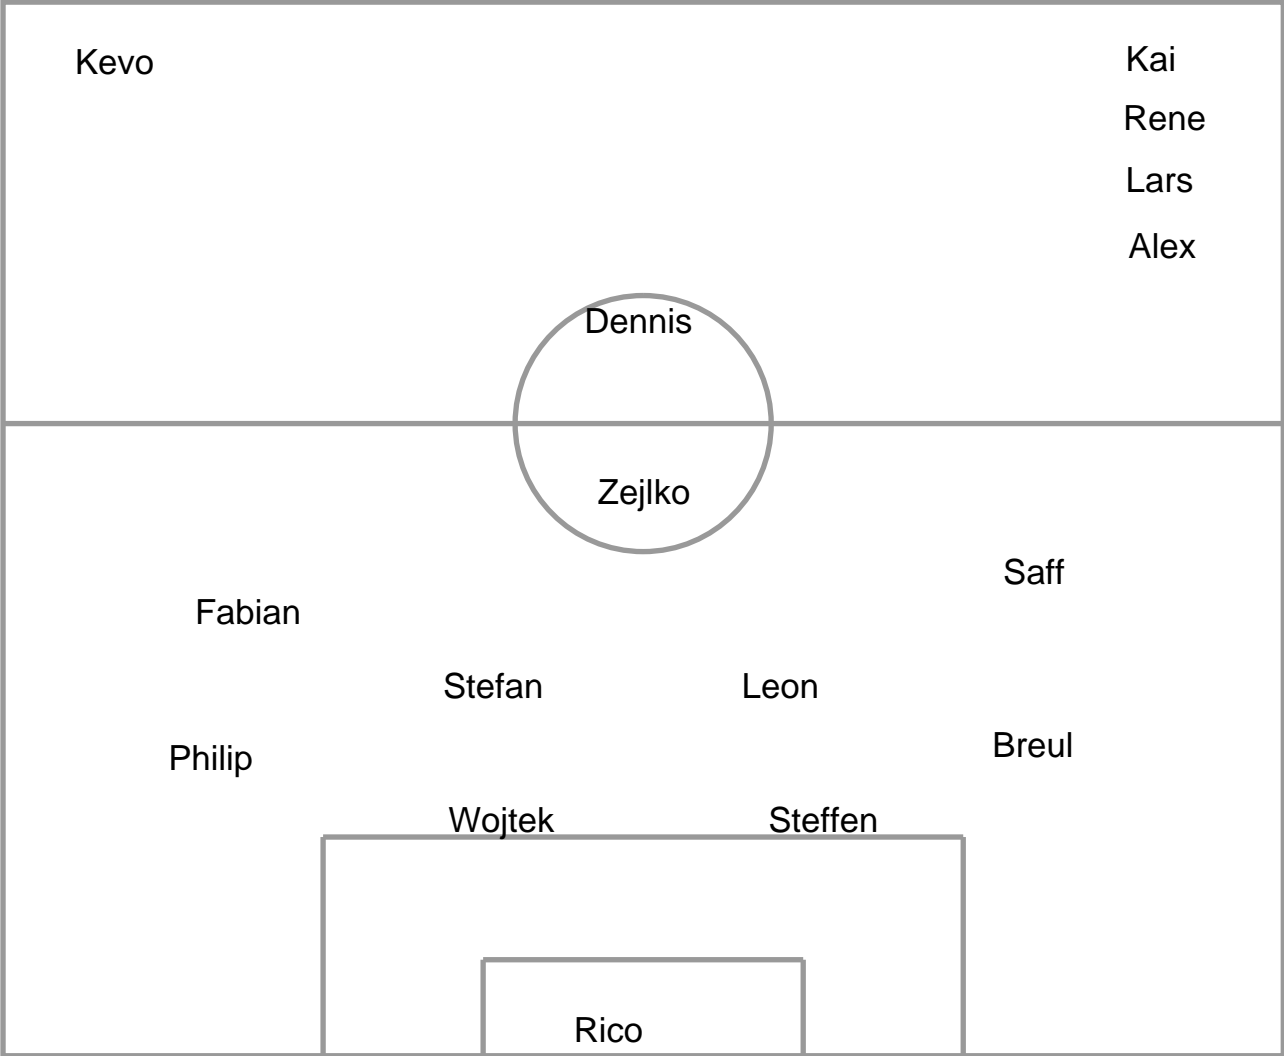 Kevo
Kai
Rene
Lars
Alex
Dennis
Zejlko
Saff
Fabian
Stefan
Leon
Breul
Philip
Wojtek
Steffen
Rico